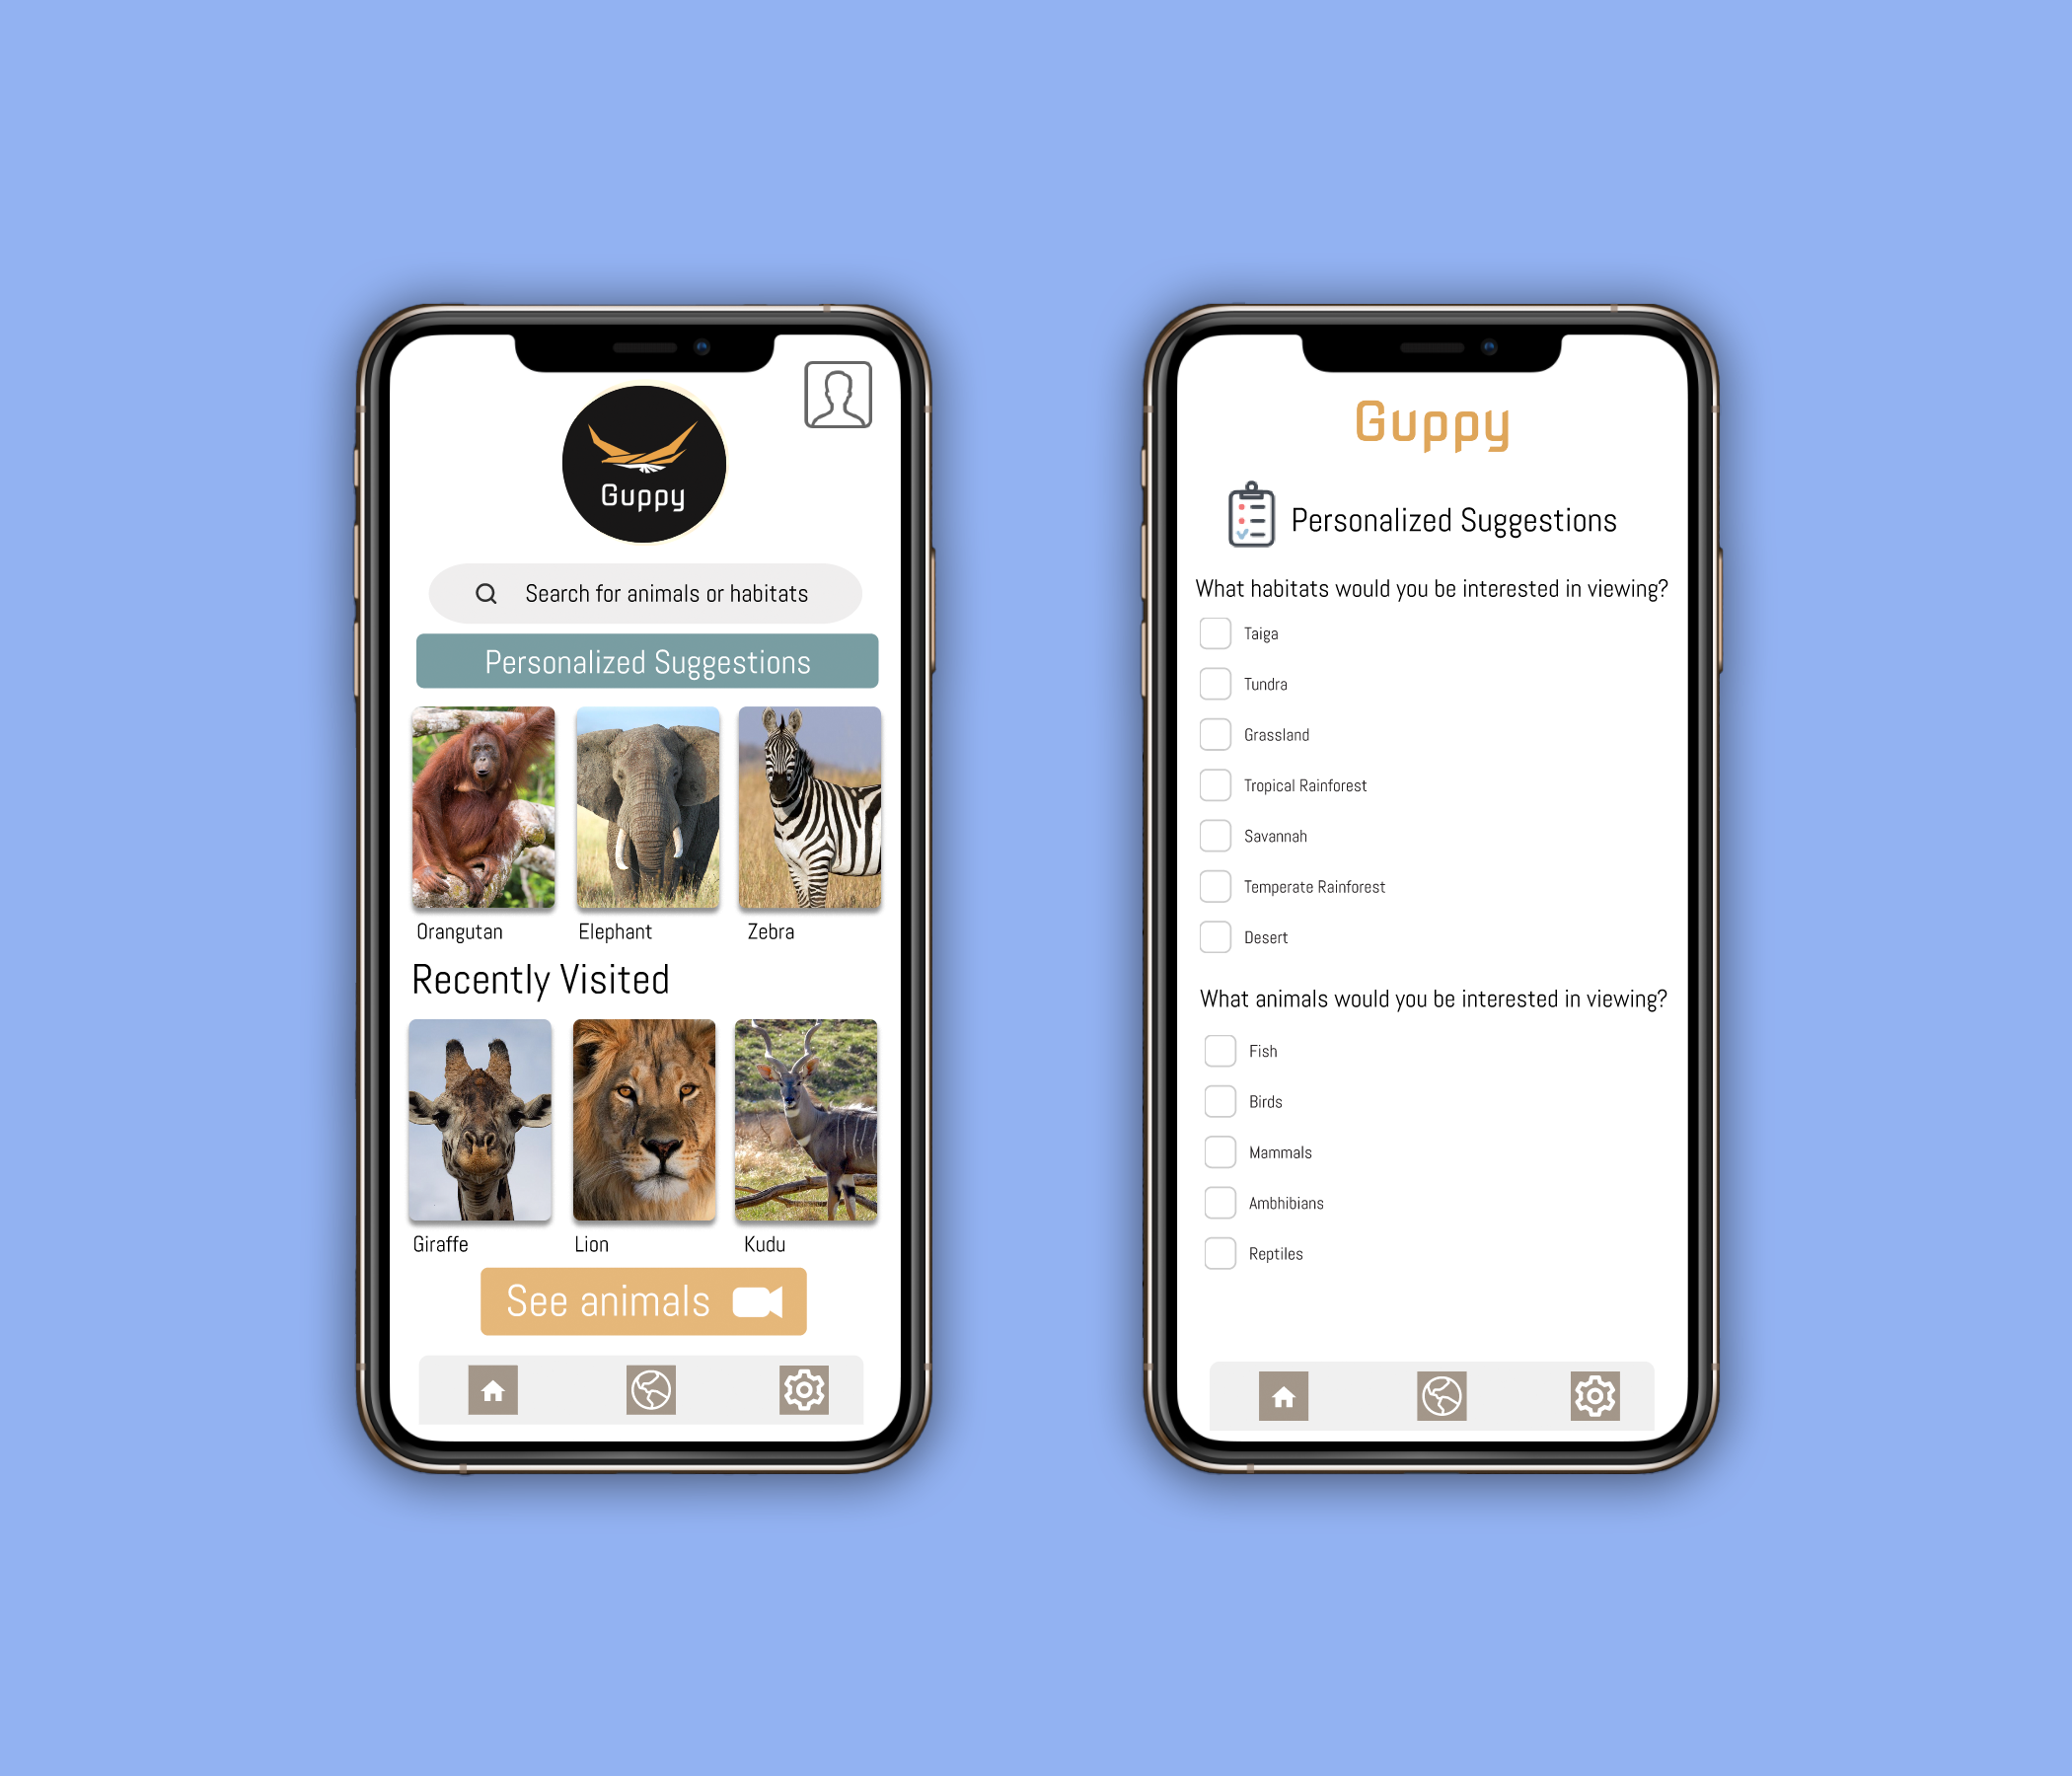 Guppy
Search for animals or habitats
Personalized Suggestions
Orangutan Elephant Zebra
Recently Visited
Giraffe Lion Kudu
See animals
Guppy
Personalized Suggestions
What habitats would you be interested in viewing?
Taiga
Tundra
Grassland
Tropical Rainforest
Savannah
Temperate Rainforest
Desert
What animals would you be interested in viewing?
Fish
Birds
Mammals
Ambhibians
Reptiles